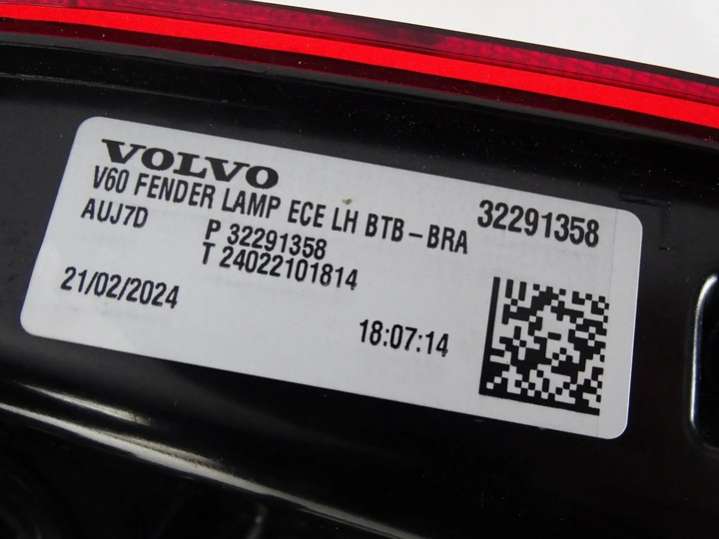 VOLVO
V60 FENDER LAMP ECE LH BTB-BRA 32291358
AUJ7D P 32291358
T 24022101814
21/02/2024 18:07:14